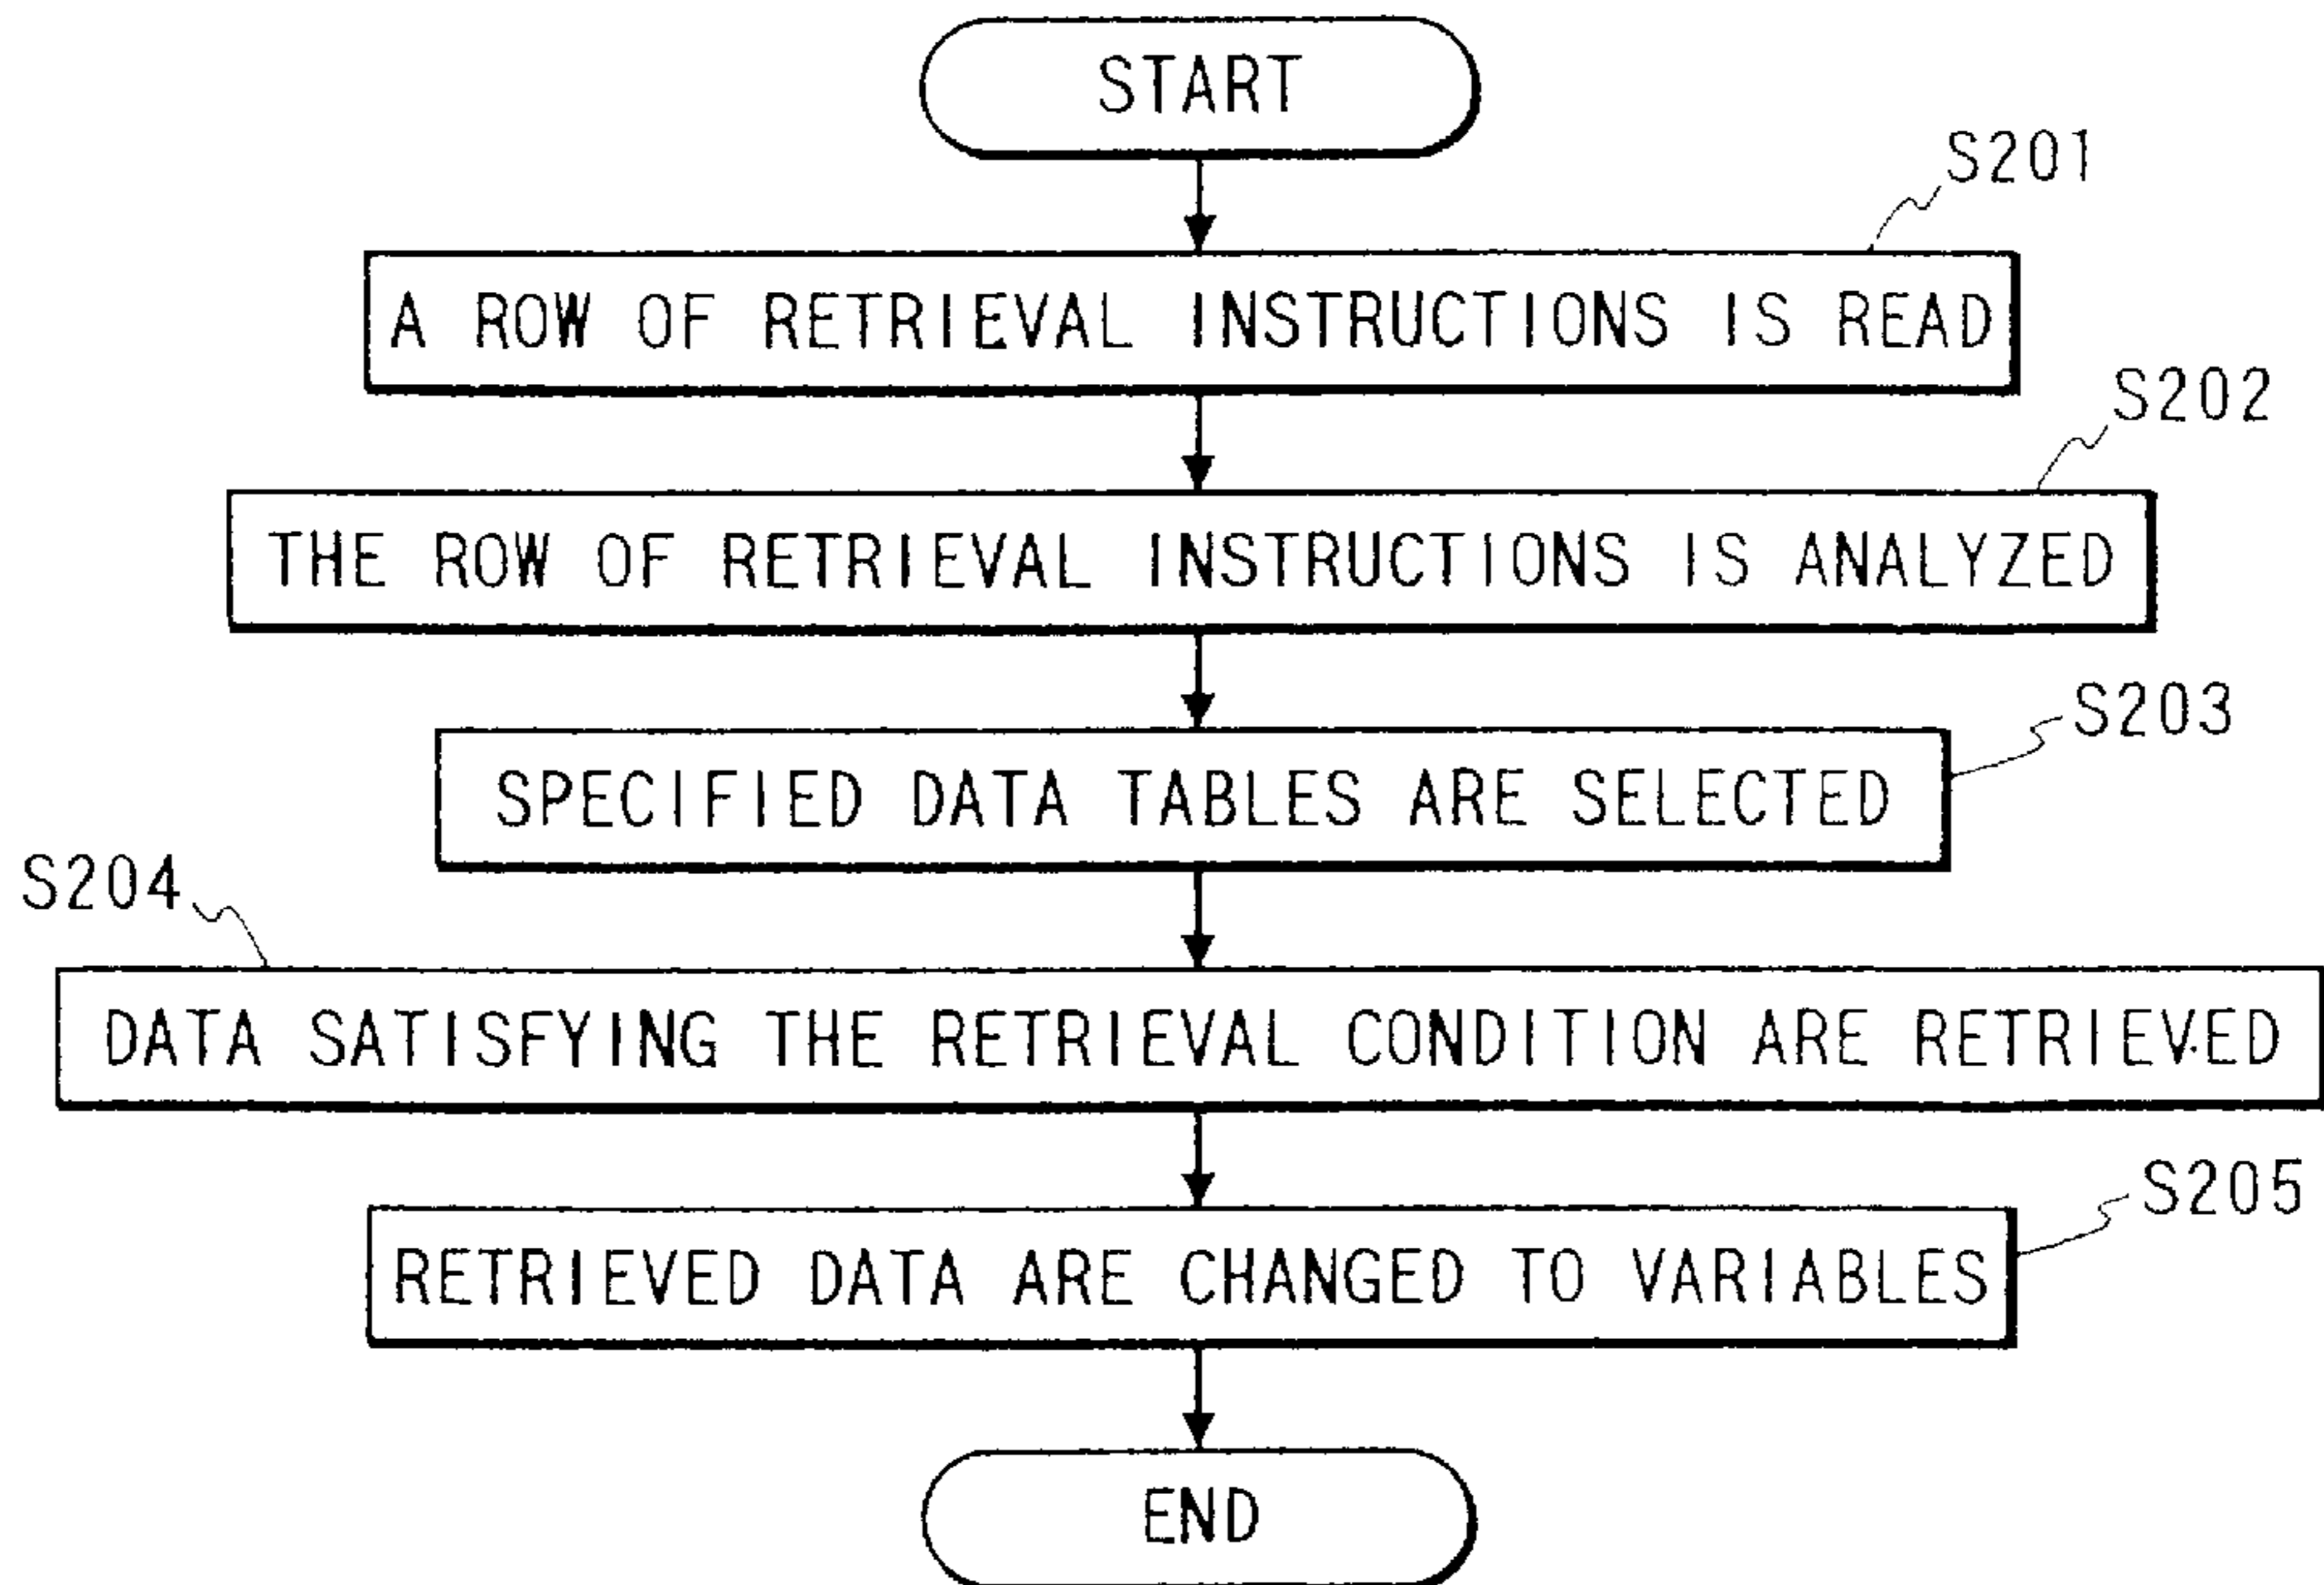 START
S201
A ROW OF RETRIEVAL INSTRUCTIONS IS READ
S202
THE ROW OF RETRIEVAL INSTRUCTIONS IS ANALYZED
S203
SPECIFIED DATA TABLES ARE SELECTED
S204
DATA SATISFYING THE RETRIEVAL CONDITION ARE RETRIEVED
S205
RETRIEVED DATA ARE CHANGED TO VARIABLES
END